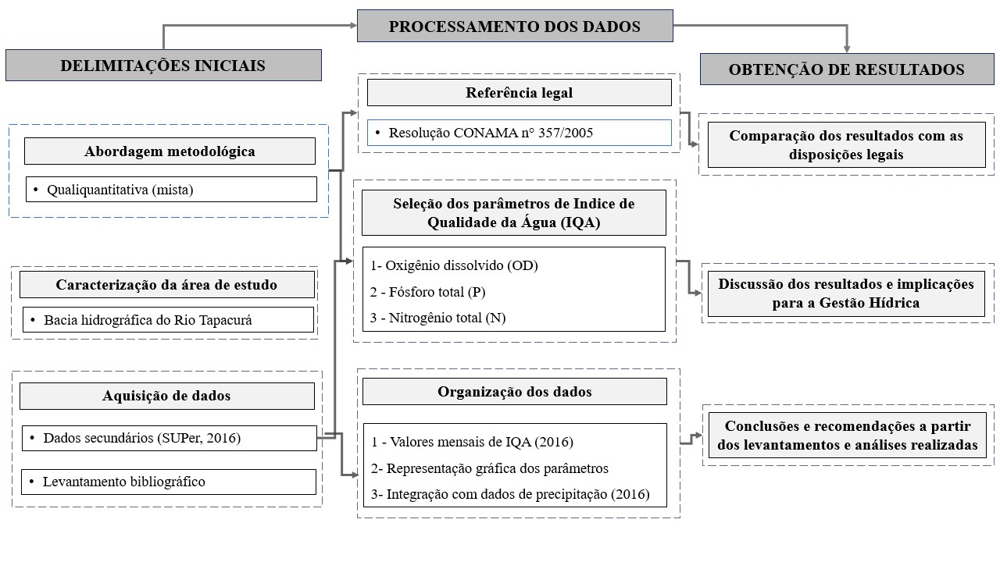 PROCESSAMENTO DOS DADOS
DELIMITAÇÕES INICIAIS
OBTENÇÃO DE RESULTADOS
Abordagem metodológica
• Qualiquantitativa (mista)
Caracterização da área de estudo
• Bacia hidrográfica do Rio Tapacurá
Aquisição de dados
• Dados secundários (SUPer, 2016)
• Levantamento bibliográfico
Referência legal
• Resolução CONAMA n° 357/2005
Seleção dos parâmetros de Indice de
Qualidade da Água (IQA)
1- Oxigênio dissolvido (OD)
2 - Fósforo total (P)
3 - Nitrogênio total (N)
Organização dos dados
1 - Valores mensais de IQA (2016)
2- Representação gráfica dos parâmetros
3- Integração com dados de precipitação (2016)
Comparação dos resultados com as
disposições legais
Discussão dos resultados e implicações
para a Gestão Hídrica
Conclusões e recomendações a partir
dos levantamentos e análises realizadas